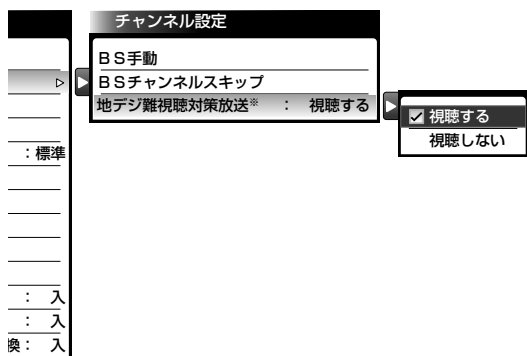 チャンネル設定
BS手動
BSチャンネルスキップ
地デジ難視聴対策放送※ : 視聴する
視聴する
視聴しない
:標準
: 入
: 入
換: 入